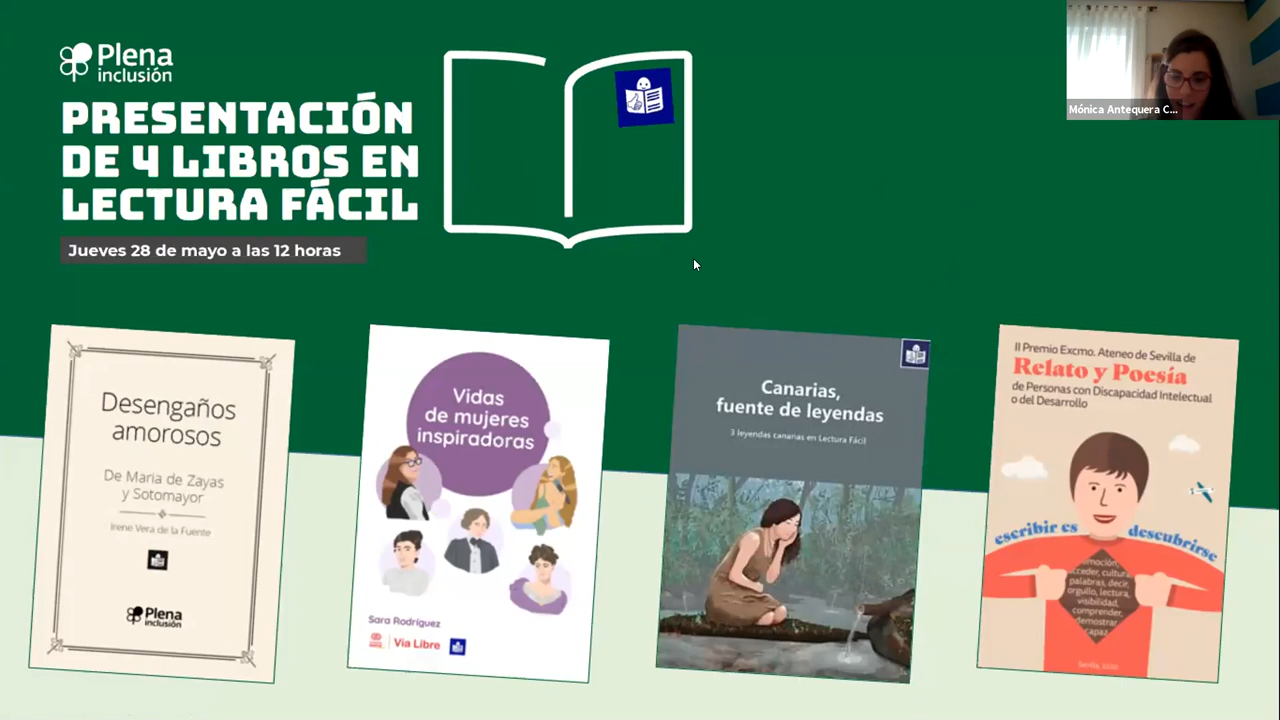 Plena
inclusión
PRESENTACIÓN
DE 4 LIBROS EN
LECTURA FÁCIL
Jueves 28 de mayo a las 12 horas
Mónica Antequera C...
Desengaños
amorosos
De Maria de Zayas
y Sotomayor
Irene Vera de la Fuente
Plena
inclusión
Vidas
de mujeres
inspiradoras
Sara Rodríguez
Vía Libre
Canarias,
fuente de leyendas
3 leyendas canarias en Lectura Fácil
II Premio Excmo. Ateneo de Sevilla de
Relato y Poesía
de Personas con Discapacidad Intelectual
o del Desarrollo
escribir es descubrirse
emoción,
acceder, cultura,
palabras, decir,
orgullo, lectura,
visibilidad,
comprender,
demostrar,
capaz
Sevilla, 2020